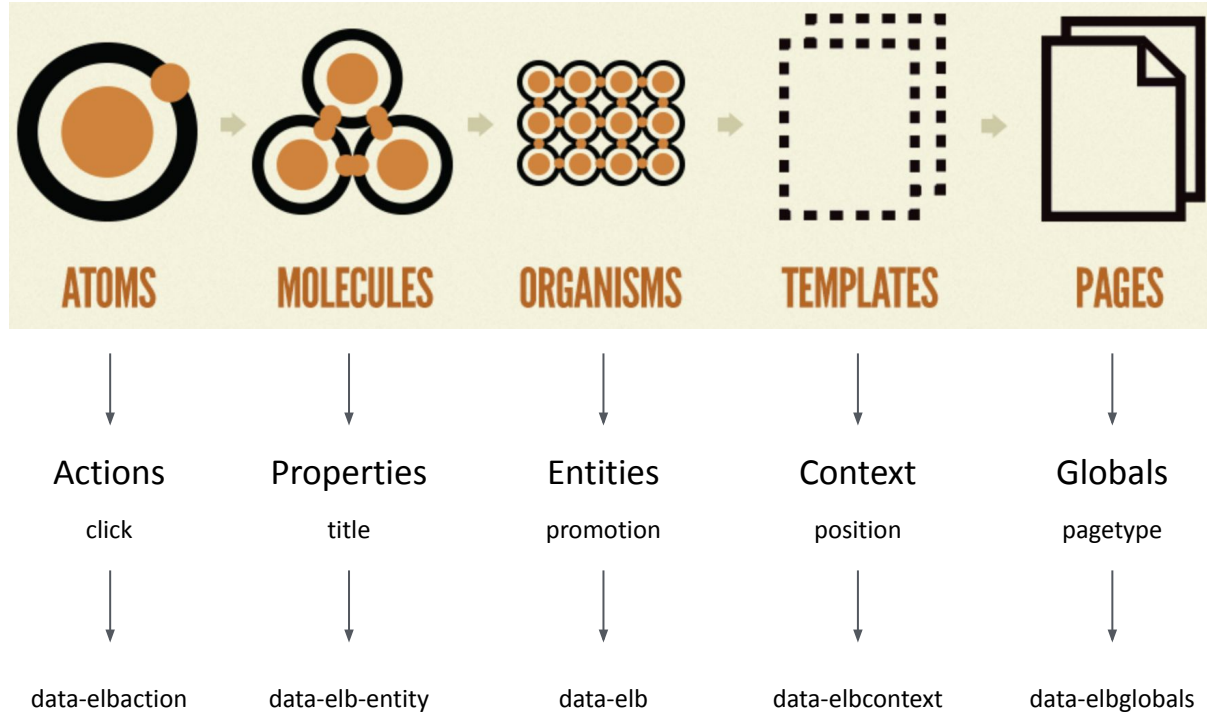 ATOMS MOLECULES ORGANISMS TEMPLATES PAGES
Actions Properties Entities Context Globals
click title promotion position pagetype
data-elbaction data-elb-entity data-elb data-elbcontext data-elbglobals